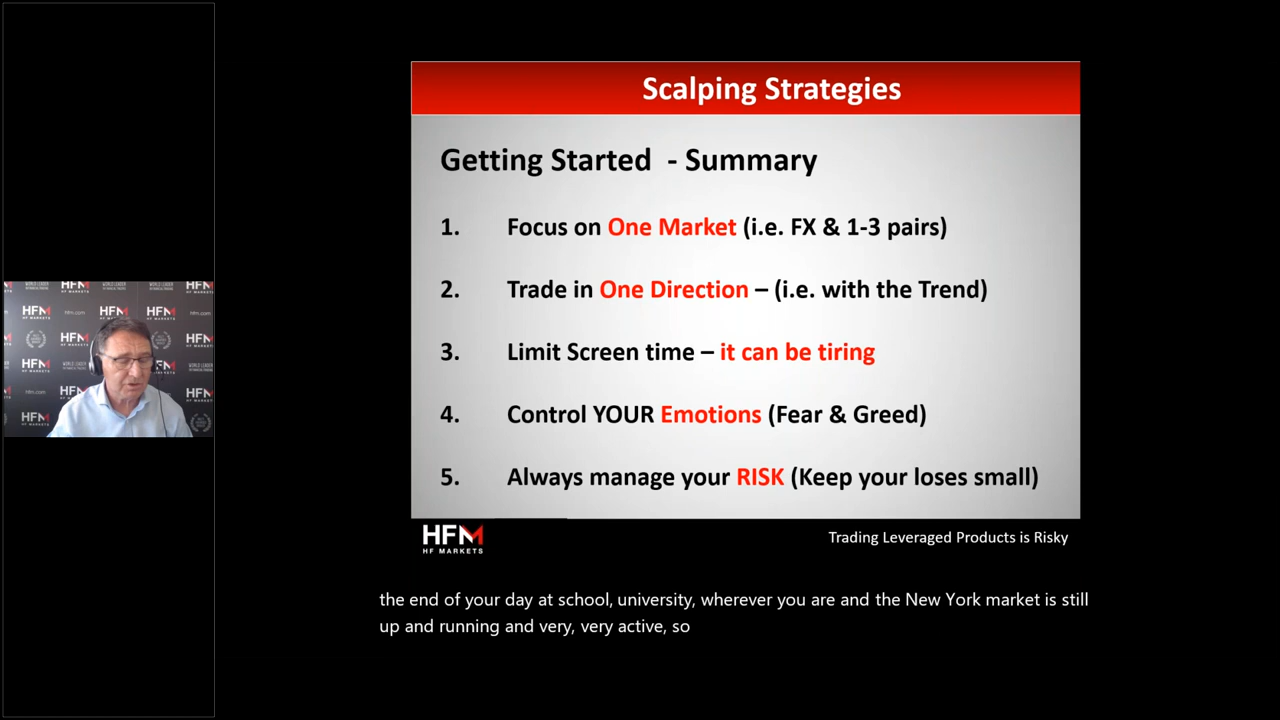 Scalping Strategies
Getting Started - Summary
1. Focus on One Market (i.e. FX & 1-3 pairs)
2. Trade in One Direction – (i.e. with the Trend)
3. Limit Screen time – it can be tiring
4. Control YOUR Emotions (Fear & Greed)
5. Always manage your RISK (Keep your loses small)
HFM
HF MARKETS
Trading Leveraged Products is Risky
the end of your day at school, university, wherever you are and the New York market is still
up and running and very, very active, so